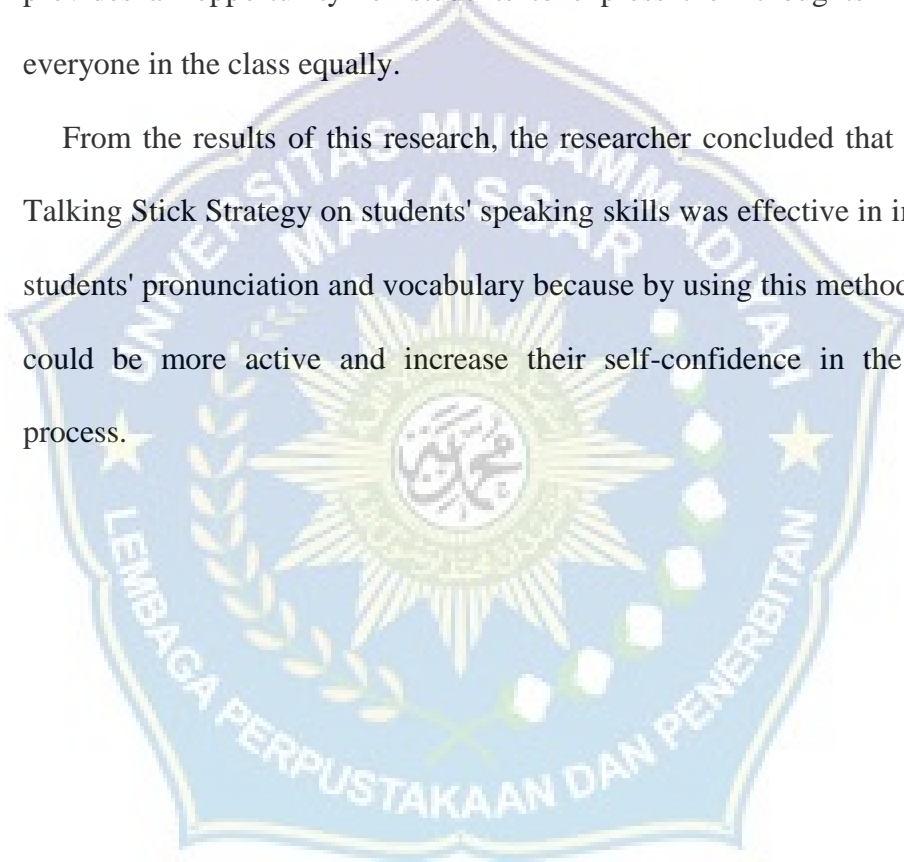 everyone in the class equally.
From the results of this research, the researcher concluded that
Talking Stick Strategy on students' speaking skills was effective in
students' pronunciation and vocabulary because by using this method
could be more active and increase their self-confidence in the
process.
UNIVERSITAS MUHAMMADIYAH
MAKASSAR
LEMBAGA PERPUSTAKAAN DAN PENERBITAN